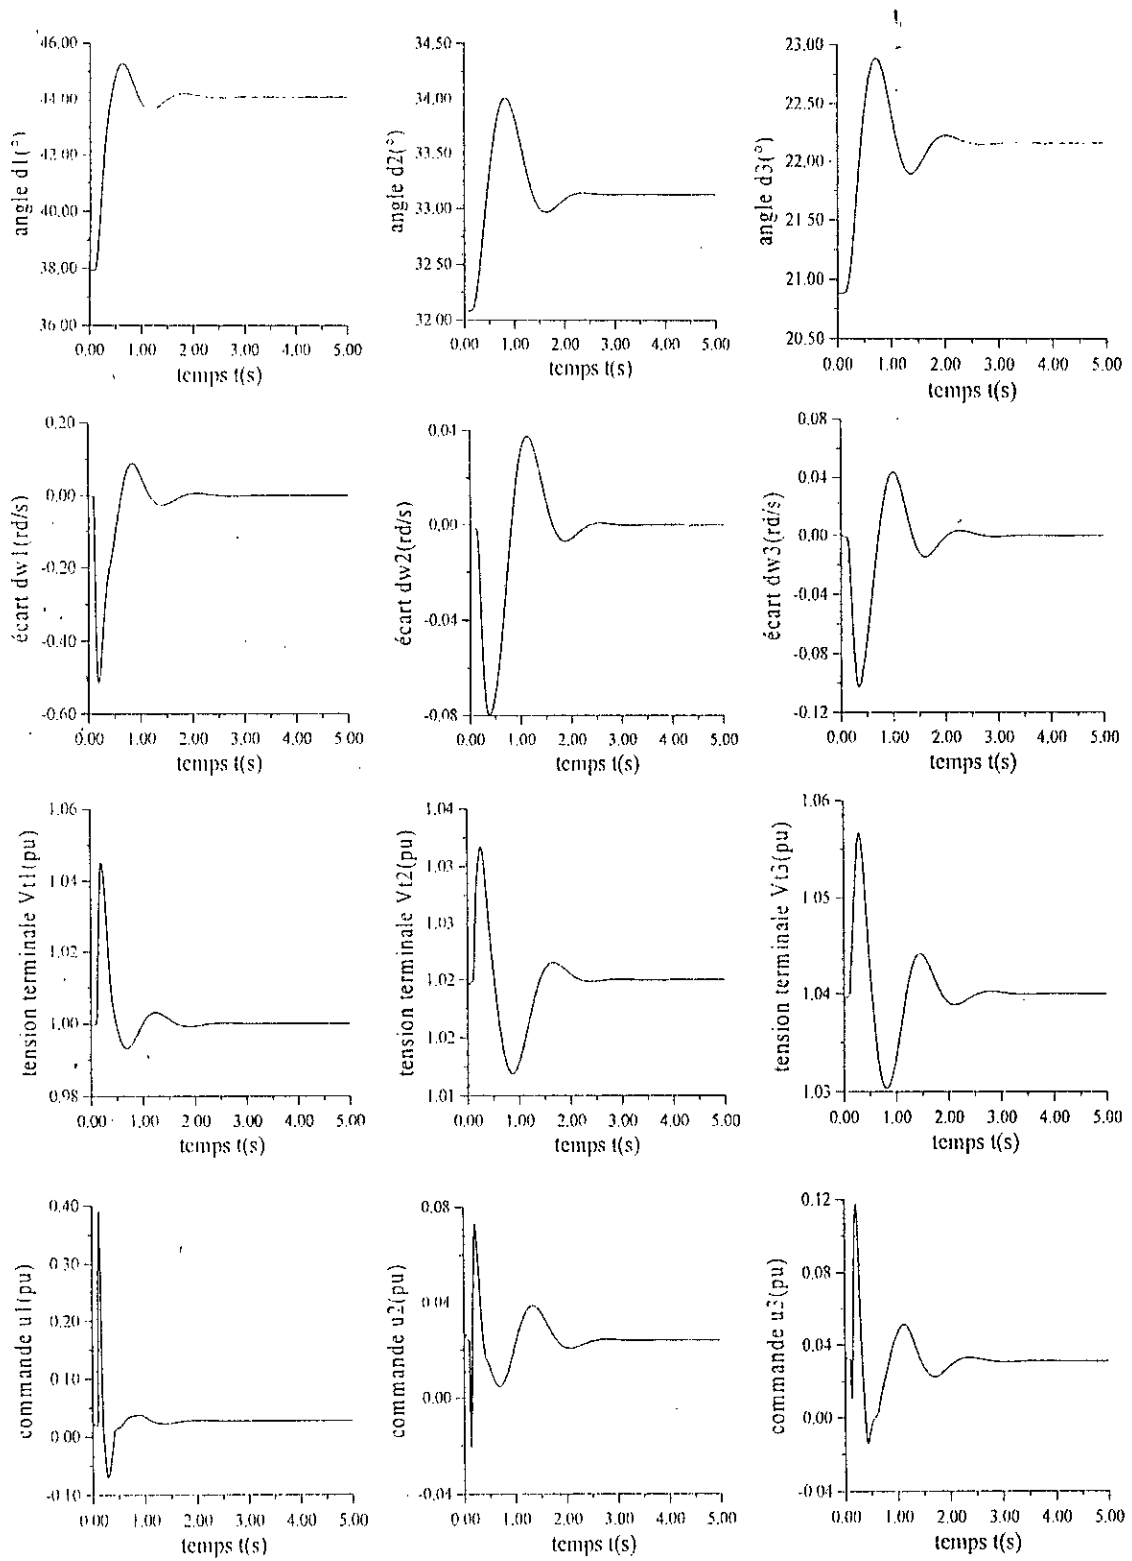 46.00
44.00
42.00
40.00
38.00
36.00
angle d1(°)
0.00 1.00 2.00 3.00 4.00 5.00
temps t(s)
34.50
34.00
33.50
33.00
32.50
32.00
angle d2(°)
0.00 1.00 2.00 3.00 4.00 5.00
temps t(s)
23.00
22.50
22.00
21.50
21.00
20.50
angle d3(°)
0.00 1.00 2.00 3.00 4.00 5.00
temps t(s)
0.20
0.00
-0.20
-0.40
-0.60
écart dw1(rd/s)
0.00 1.00 2.00 3.00 4.00 5.00
temps t(s)
0.04
0.00
-0.04
-0.08
écart dw2(rd/s)
0.00 1.00 2.00 3.00 4.00 5.00
temps t(s)
0.08
0.04
0.00
-0.04
-0.08
-0.12
écart dw3(rd/s)
0.00 1.00 2.00 3.00 4.00 5.00
temps t(s)
1.06
1.04
1.02
1.00
0.98
tension terminale Vt1(pu)
0.00 1.00 2.00 3.00 4.00 5.00
temps t(s)
1.04
1.03
1.03
1.02
1.02
1.01
tension terminale Vt2(pu)
0.00 1.00 2.00 3.00 4.00 5.00
temps t(s)
1.06
1.05
1.04
1.03
tension terminale Vt3(pu)
0.00 1.00 2.00 3.00 4.00 5.00
temps t(s)
0.40
0.30
0.20
0.10
0.00
-0.10
commande u1(pu)
0.00 1.00 2.00 3.00 4.00 5.00
temps t(s)
0.08
0.04
0.00
-0.04
commande u2(pu)
0.00 1.00 2.00 3.00 4.00 5.00
temps t(s)
0.12
0.08
0.04
0.00
-0.04
commande u3(pu)
0.00 1.00 2.00 3.00 4.00 5.00
temps t(s)